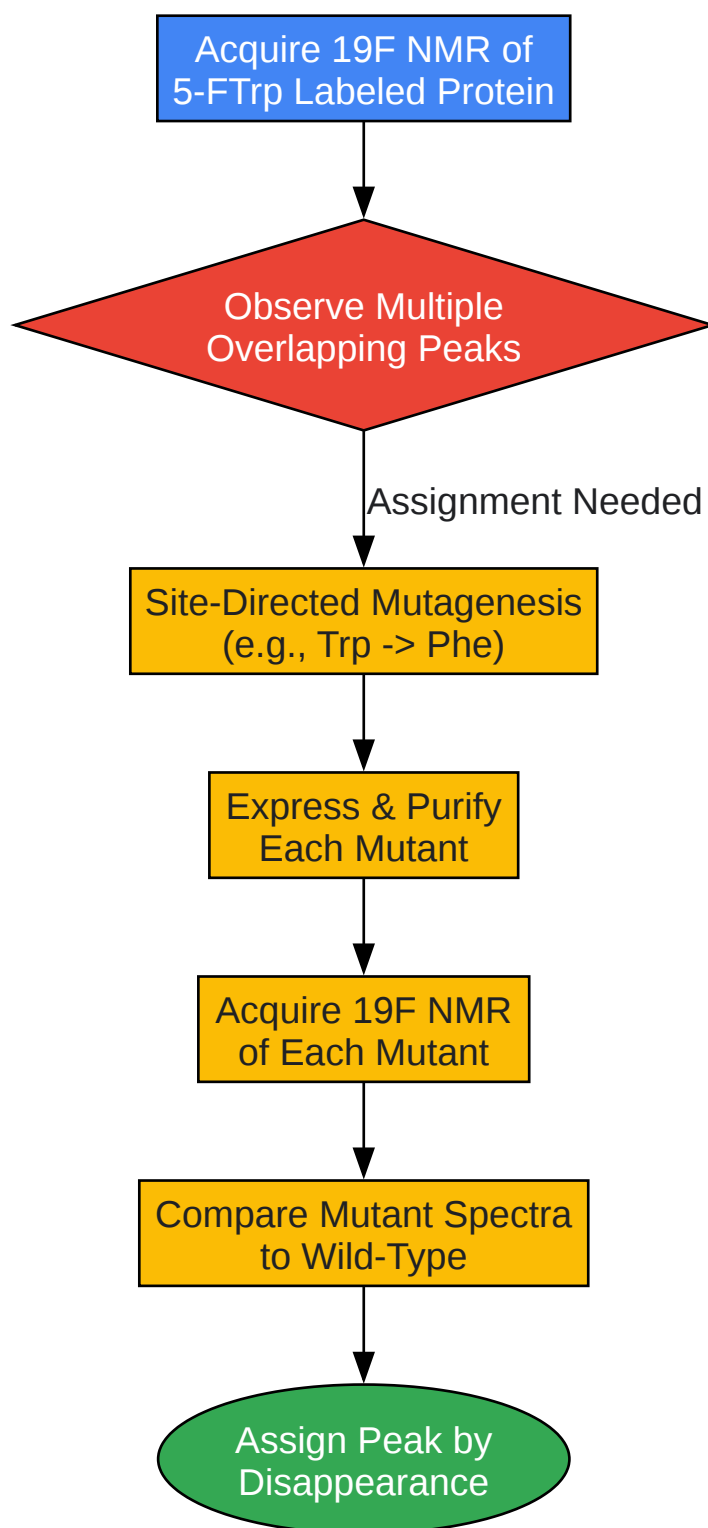 Acquire 19F NMR of
5-FTrp Labeled Protein
Observe Multiple
Overlapping Peaks
Assignment Needed
Site-Directed Mutagenesis
(e.g., Trp -> Phe)
Express & Purify
Each Mutant
Acquire 19F NMR
of Each Mutant
Compare Mutant Spectra
to Wild-Type
Assign Peak by
Disappearance